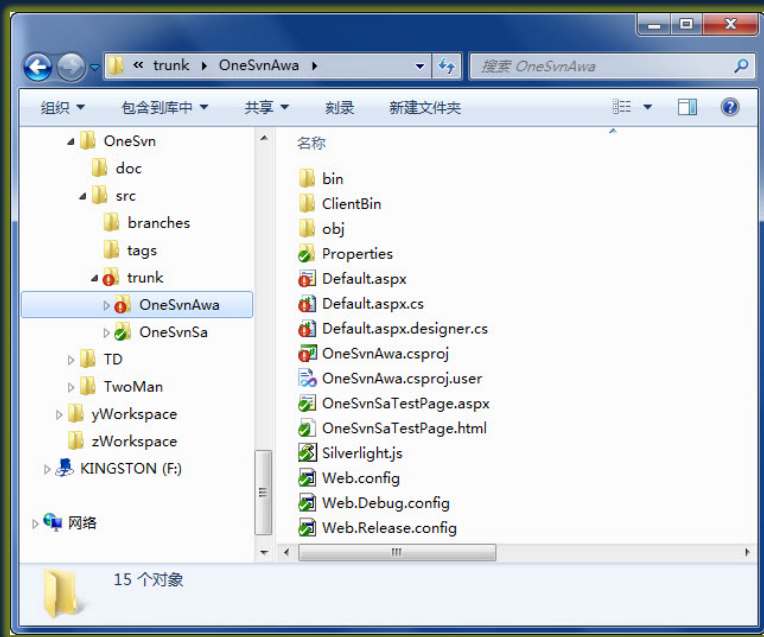 « trunk ▸ OneSvnAwa ▸
搜索 OneSvnAwa
组织 包含到库中 共享 刻录 新建文件夹
OneSvn
doc
src
branches
tags
trunk
OneSvnAwa
OneSvnSa
TD
TwoMan
yWorkspace
zWorkspace
KINGSTON (F:)
网络
名称
bin
ClientBin
obj
Properties
Default.aspx
Default.aspx.cs
Default.aspx.designer.cs
OneSvnAwa.csproj
OneSvnAwa.csproj.user
OneSvnSaTestPage.aspx
OneSvnSaTestPage.html
Silverlight.js
Web.config
Web.Debug.config
Web.Release.config
15 个对象